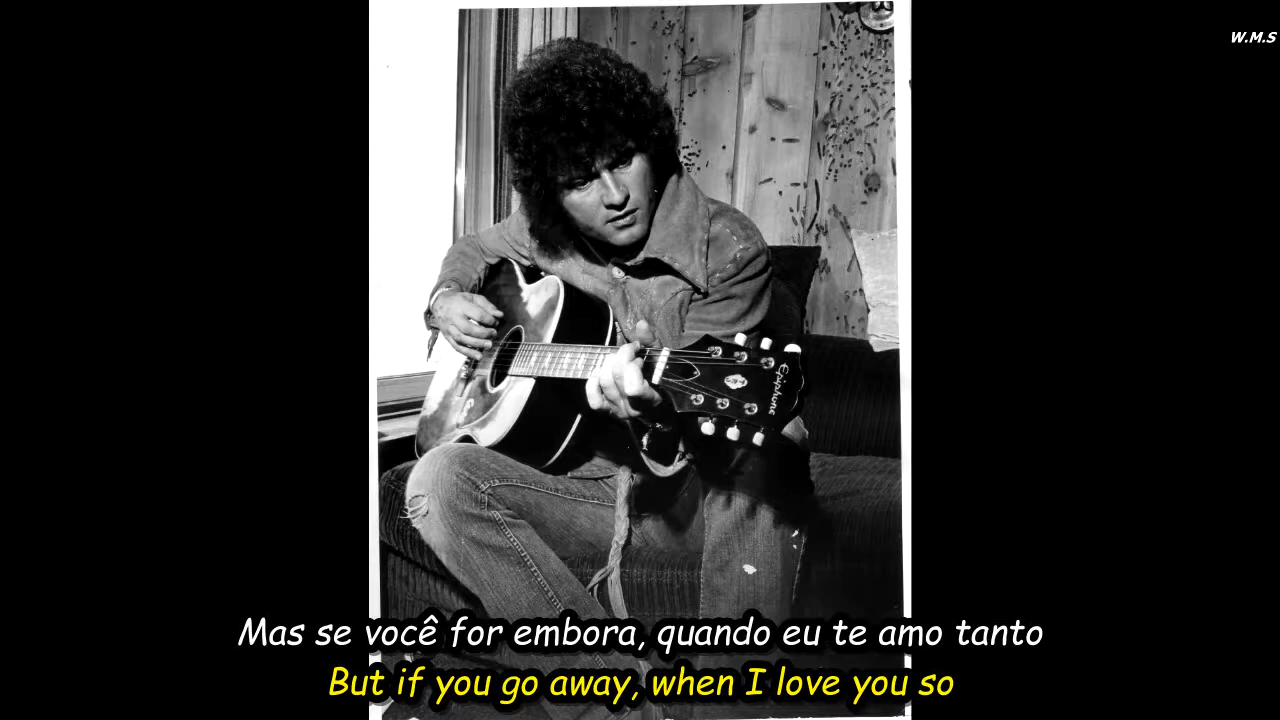 W.M.S
Epiphone
Mas se você for embora, quando eu te amo tanto
But if you go away, when I love you so